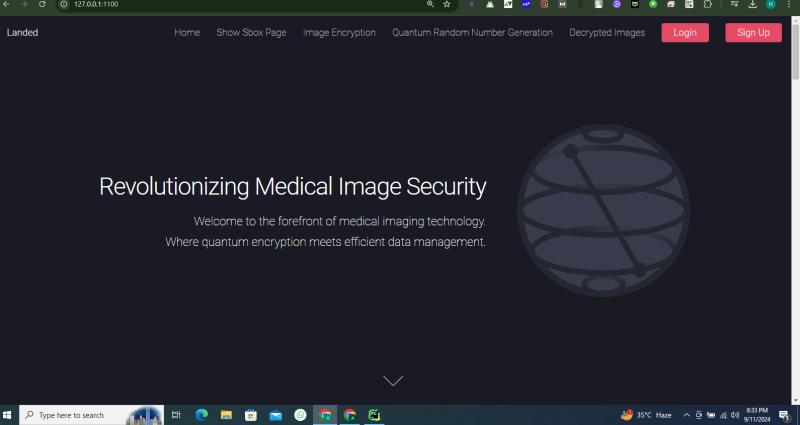 127.0.0.1:1100
Landed
Home
Show Sbox Page
Image Encryption
Quantum Random Number Generation
Decrypted Images
Login
Sign Up
Revolutionizing Medical Image Security
Welcome to the forefront of medical imaging technology.
Where quantum encryption meets efficient data management.
Type here to search
35°C Haze
8:33 PM
9/11/2024